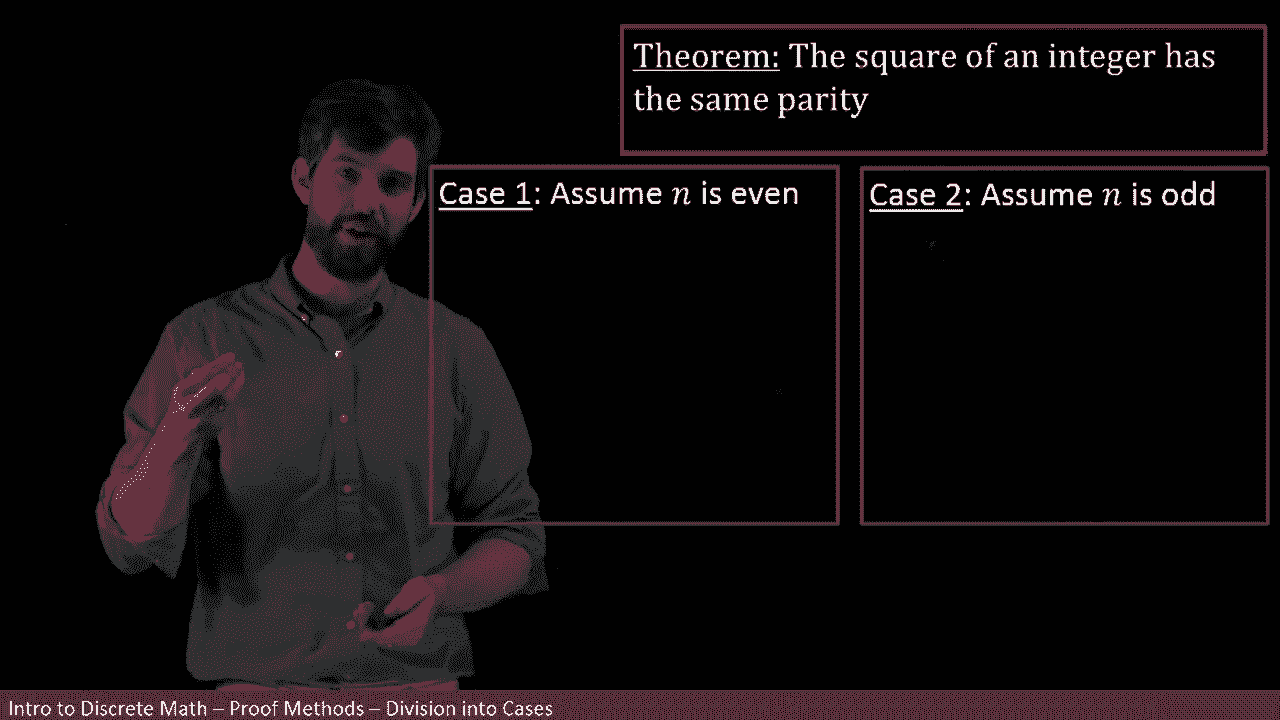 Theorem: The square of an integer has
the same parity
Case 1: Assume n is even
Case 2: Assume n is odd
Intro to Discrete Math – Proof Methods – Division into Cases